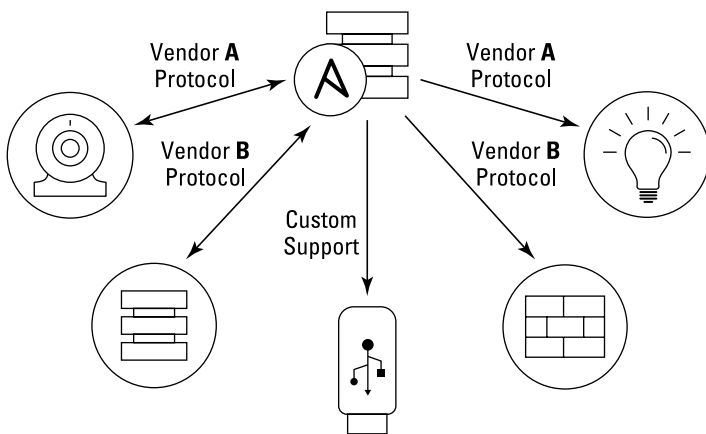 Vendor A
Protocol
Vendor A
Protocol
Vendor B
Protocol
Vendor B
Protocol
Custom
Support